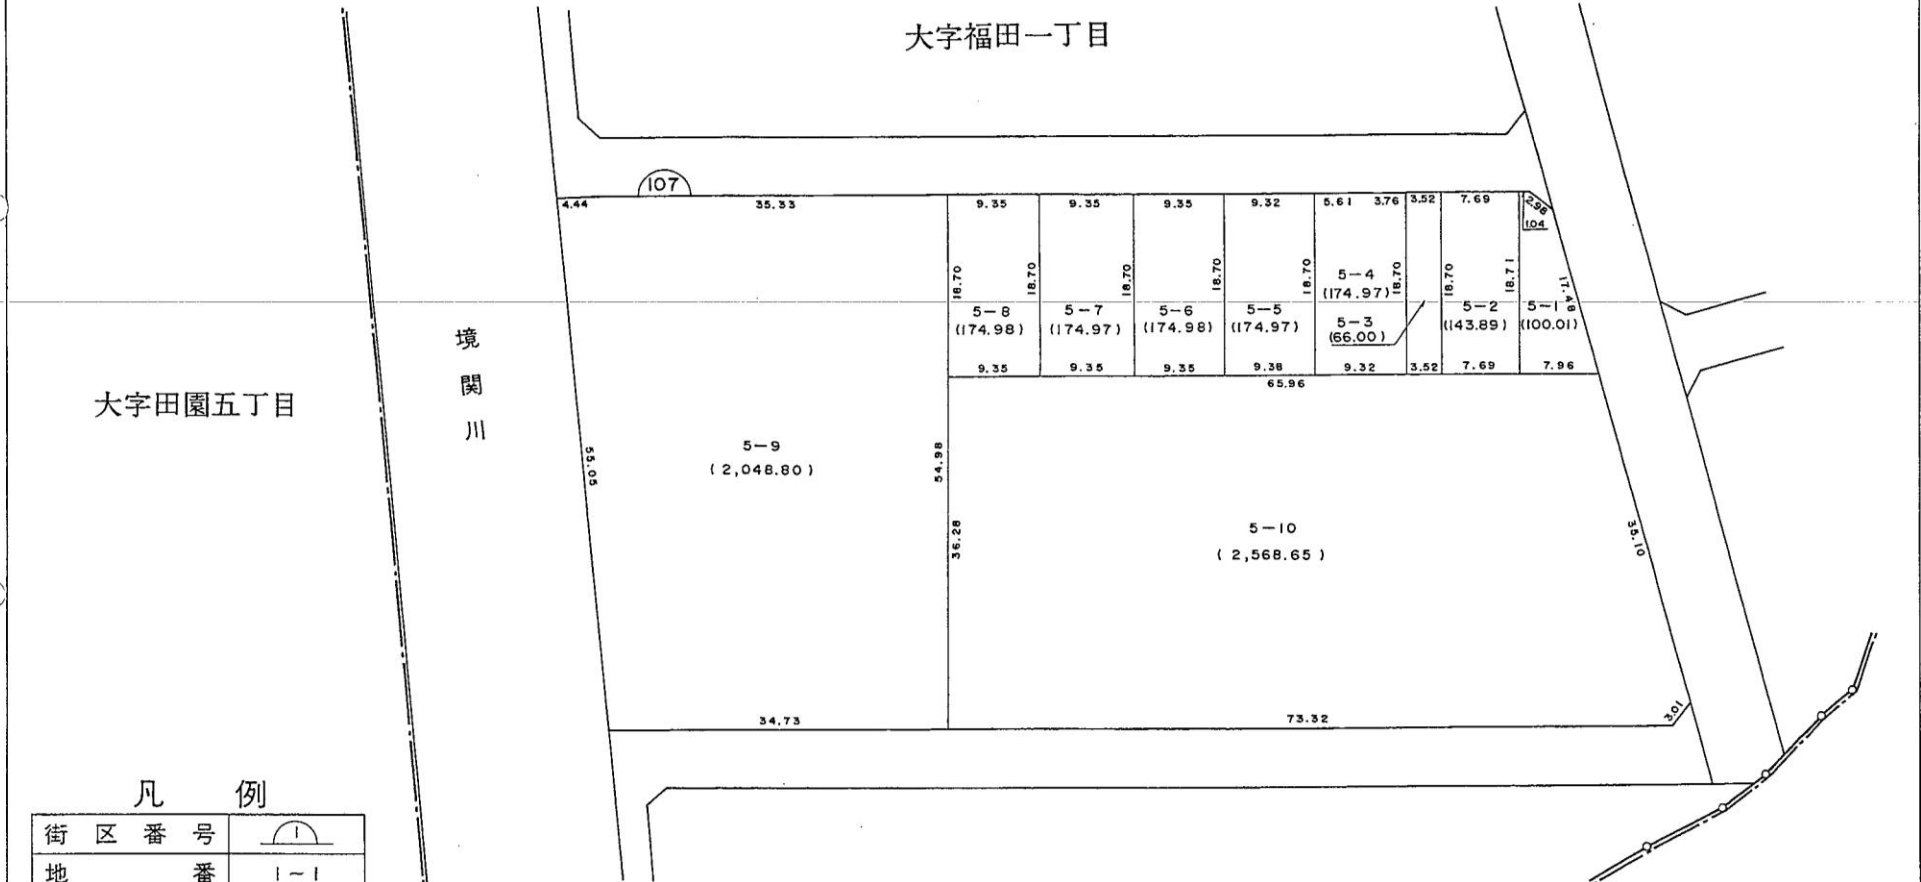 大字福田一丁目
107
4.44 35.33 9.35 9.35 9.35 9.32 5.61 3.76 3.52 7.69 2.98
1.04
18.70 18.70 18.70 18.70 18.70 18.70 18.70 18.71 17.48
5-8
(174.98)
5-7
(174.97)
5-6
(174.98)
5-5
(174.97)
5-4
(174.97)
5-3
(66.00)
5-2
(143.89)
5-1
(100.01)
9.35 9.35 9.35 9.38 9.32 3.52 7.69 7.96
65.96
境関川
大字田園五丁目
55.05
5-9
(2,048.80)
54.98
36.28
5-10
(2,568.65)
35.10
34.73 73.32 3.01
凡例
街区番号 1
地番 1~1